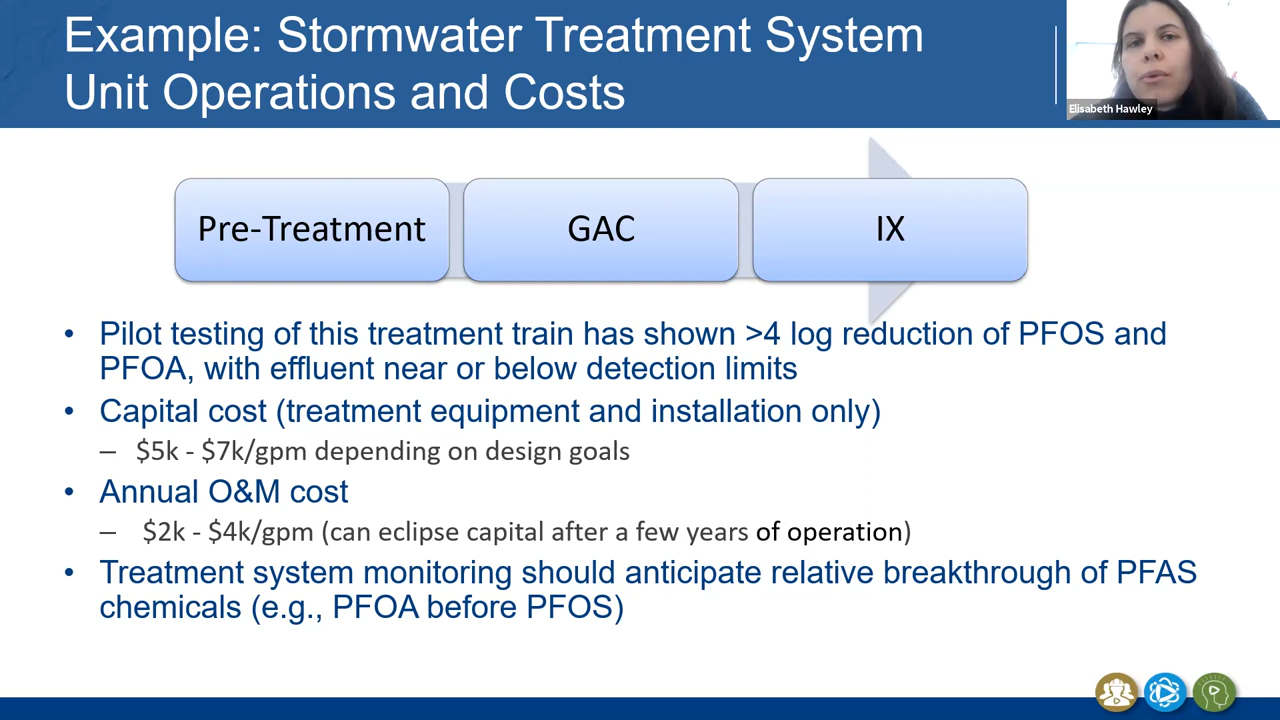 Example: Stormwater Treatment System
Unit Operations and Costs
Elisabeth Hawley
Pre-Treatment
GAC
IX
• Pilot testing of this treatment train has shown >4 log reduction of PFOS and
PFOA, with effluent near or below detection limits
• Capital cost (treatment equipment and installation only)
– $5k - $7k/gpm depending on design goals
• Annual O&M cost
– $2k - $4k/gpm (can eclipse capital after a few years of operation)
• Treatment system monitoring should anticipate relative breakthrough of PFAS
chemicals (e.g., PFOA before PFOS)